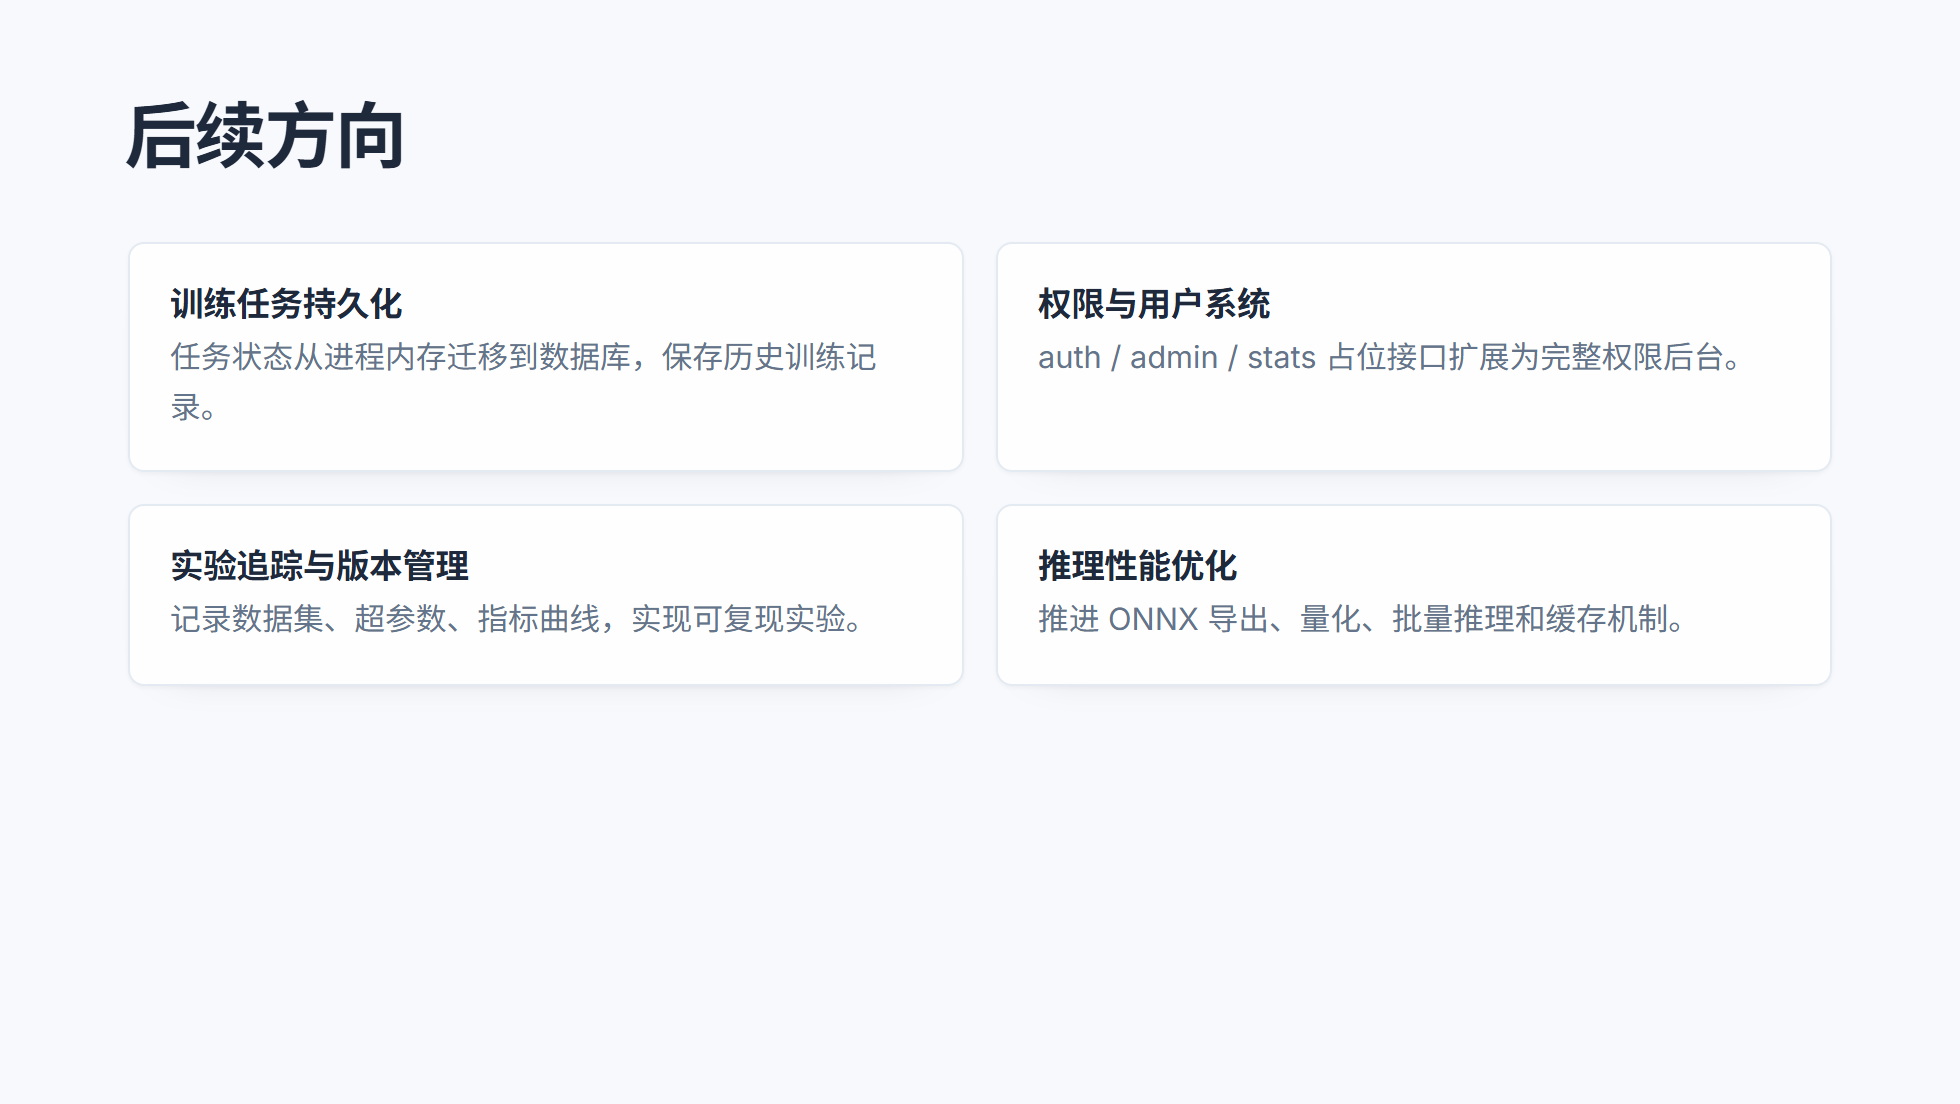 后续方向
训练任务持久化
任务状态从进程内存迁移到数据库，保存历史训练记
录。
权限与用户系统
auth / admin / stats 占位接口扩展为完整权限后台。
实验追踪与版本管理
记录数据集、超参数、指标曲线，实现可复现实验。
推理性能优化
推进 ONNX 导出、量化、批量推理和缓存机制。